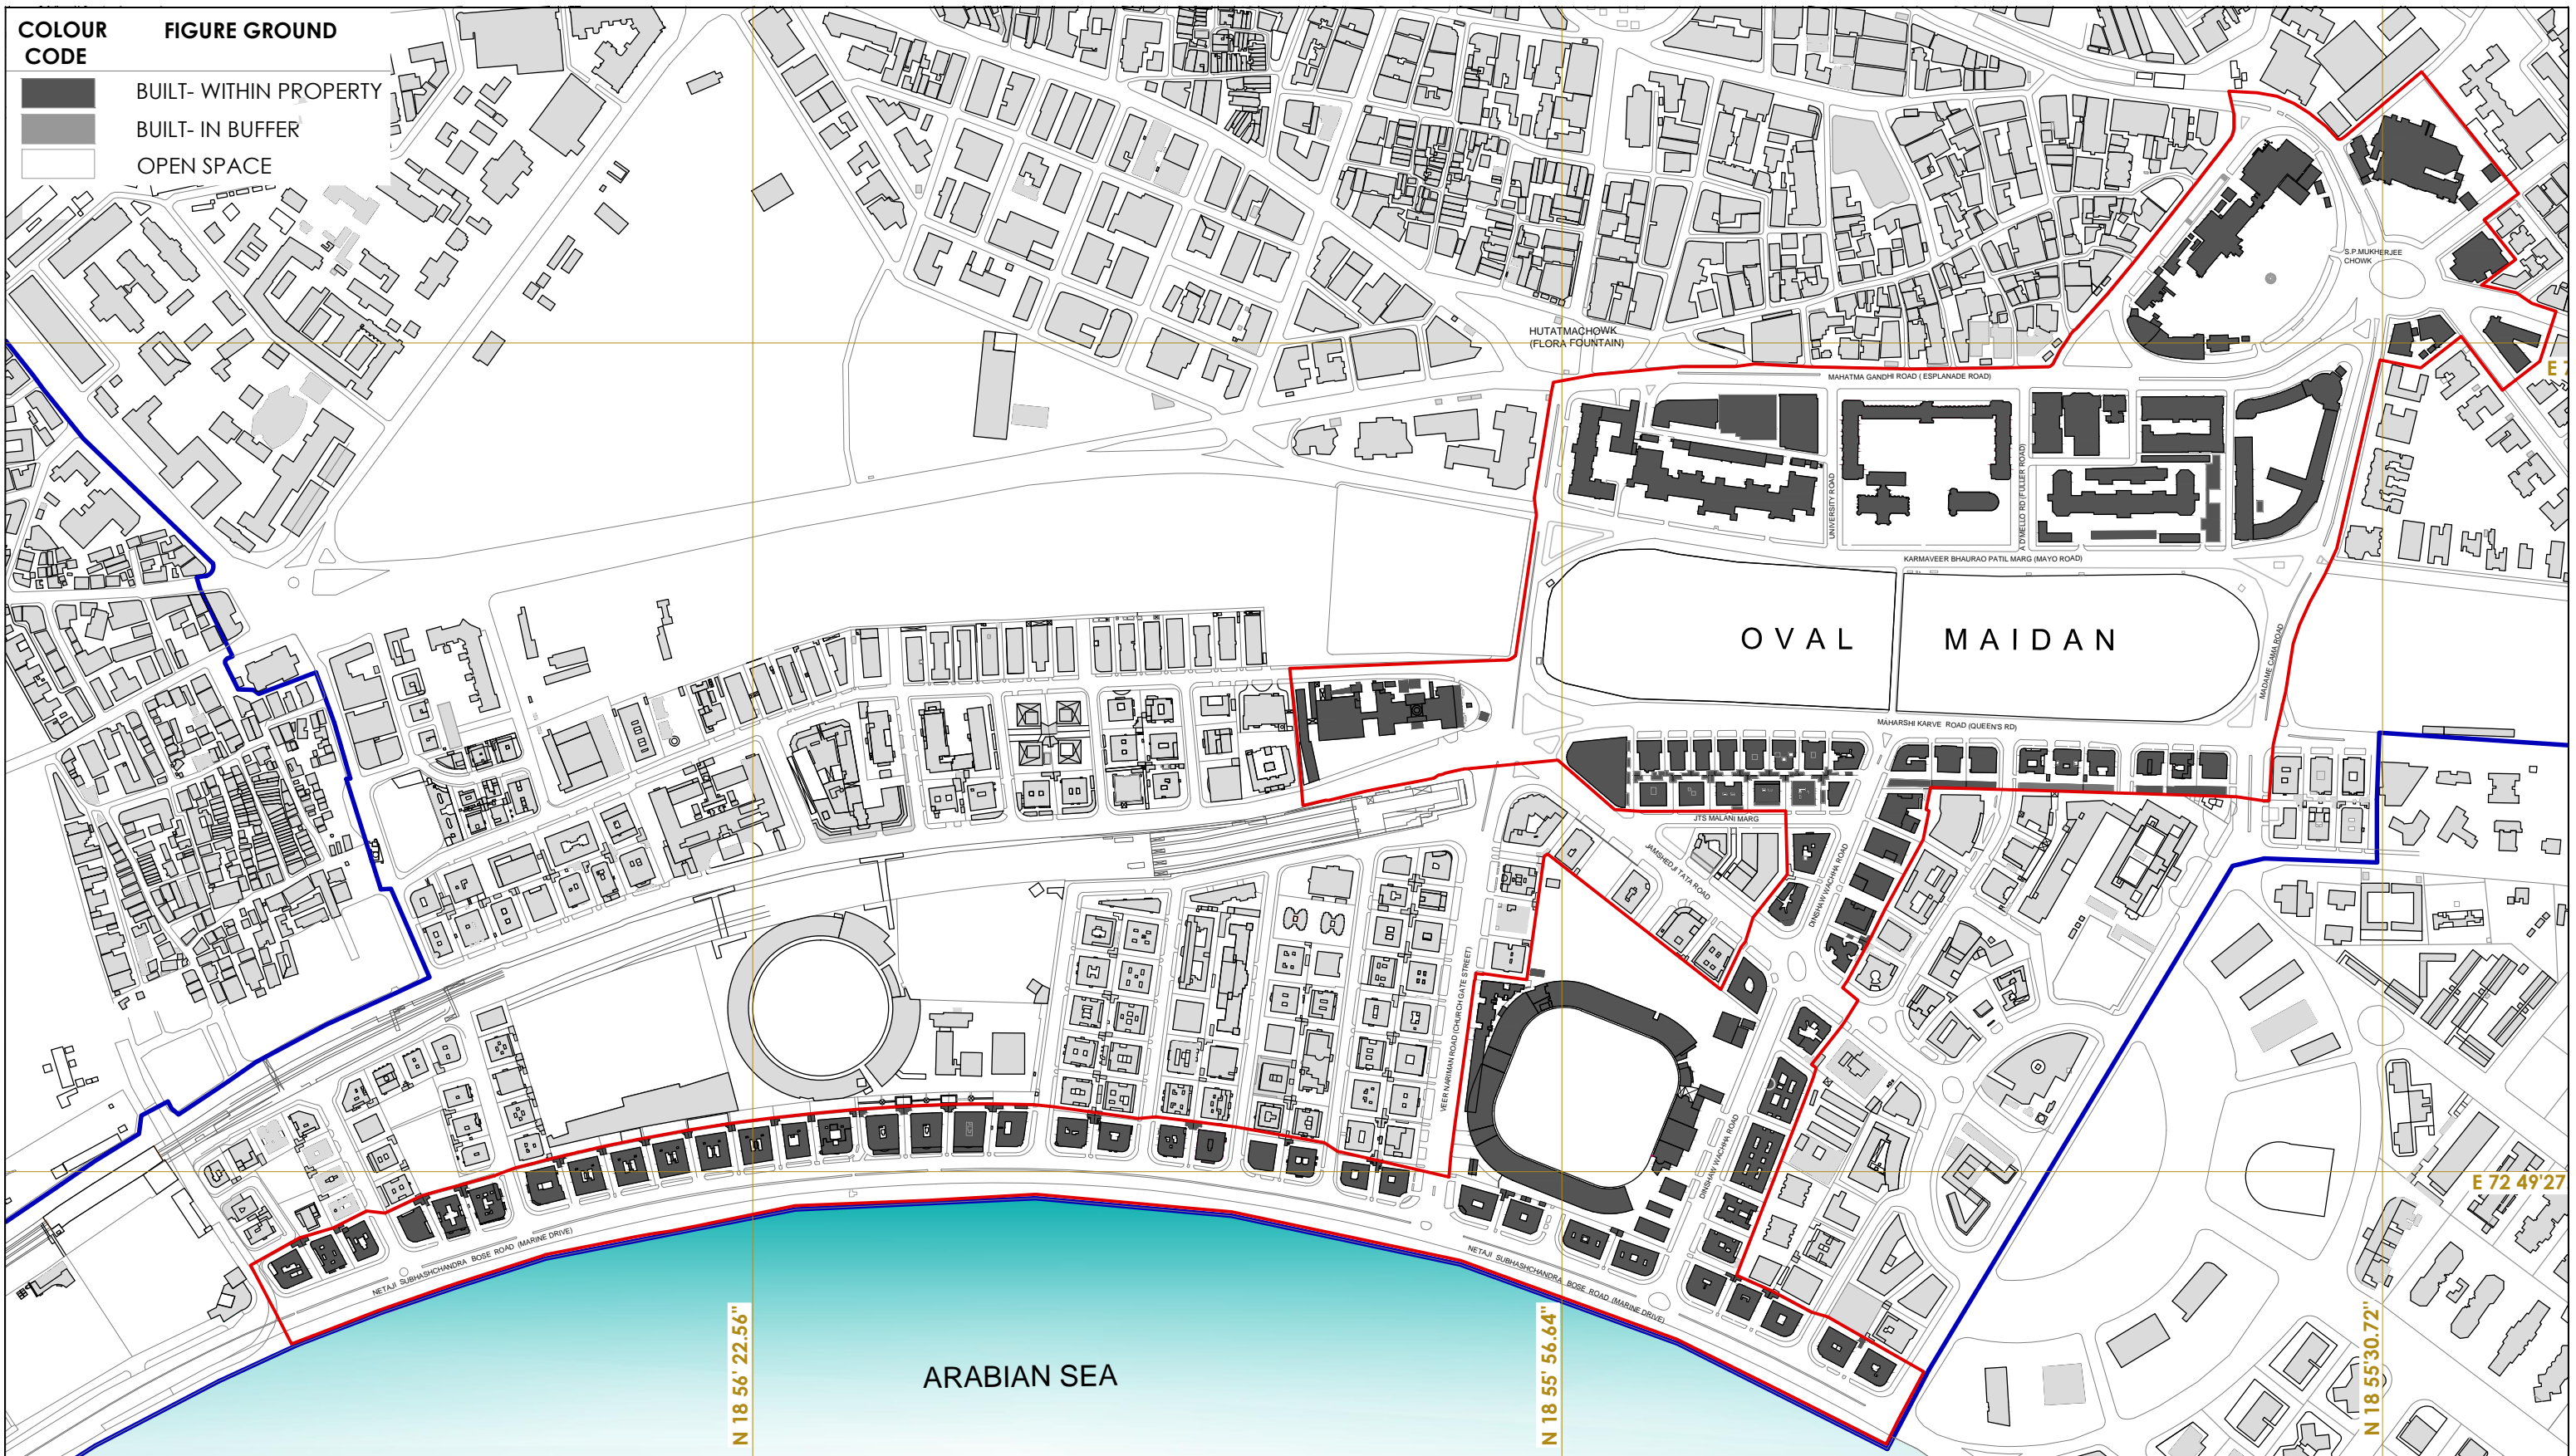 COLOUR CODE
FIGURE GROUND
BUILT- WITHIN PROPERTY
BUILT- IN BUFFER
OPEN SPACE
S.P.MUKHERJEE
CHOWK
HUTATMACHOWK
(FLORA FOUNTAIN)
MAHATMA GANDHI ROAD ( ESPLANADE ROAD)
E
UNIVERSITY ROAD
A D'MELLO RD (FULLER ROAD)
KARMAVEER BHAURAO PATIL MARG (MAYO ROAD)
OVAL MAIDAN
MADAME CAMA ROAD
MAHARSHI KARVE ROAD (QUEEN'S RD)
JTS MALANI MARG
JAMSHEDJI TATA ROAD
DINSHAW WACHHA ROAD
VEER NARIMAN ROAD (CHURCH GATE STREET)
DINSHAW WACHHA ROAD
E 72 49'27
NETAJI SUBHASHCHANDRA BOSE ROAD (MARINE DRIVE)
NETAJI SUBHASHCHANDRA BOSE ROAD (MARINE DRIVE)
N 18 56' 22.56"
N 18 55' 56.64"
N 18 55'30.72"
ARABIAN SEA